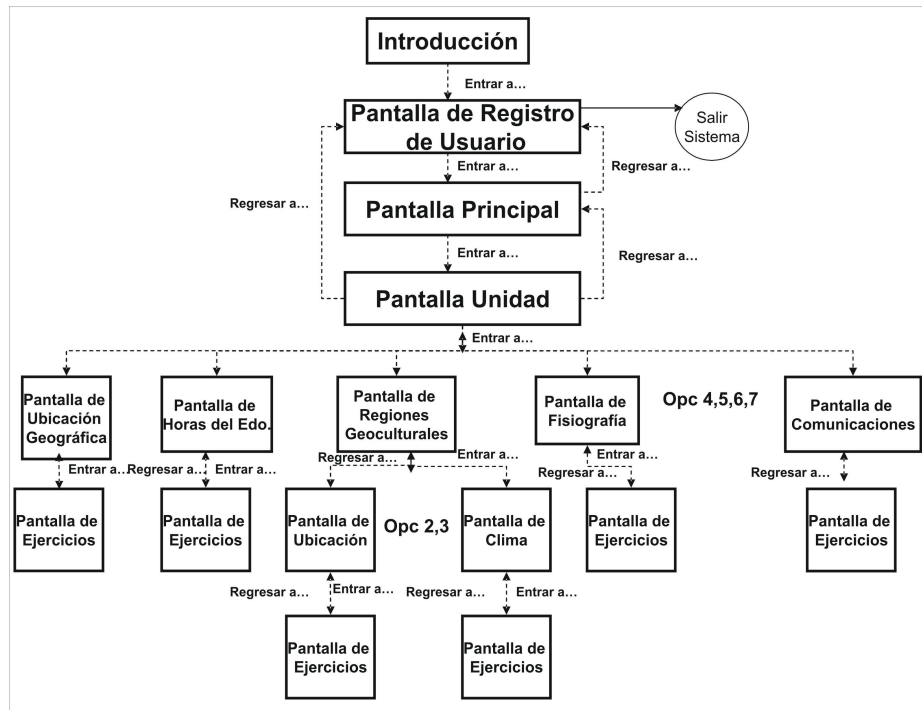 Introducción
Entrar a…
Pantalla de Registro
de Usuario
Salir
Sistema
Entrar a…
Regresar a…
Regresar a…
Pantalla Principal
Entrar a…
Regresar a…
Pantalla Unidad
Entrar a…
Pantalla de
Ubicación
Geográfica
Pantalla de
Horas del Edo.
Pantalla de
Regiones
Geoculturales
Pantalla de
Fisiografía
Opc 4,5,6,7
Pantalla de
Comunicaciones
Entrar a…
Regresar a…
Entrar a…
Regresar a…
Entrar a…
Regresar a…
Entrar a…
Regresar a…
Pantalla de
Ejercicios
Pantalla de
Ejercicios
Pantalla de
Ubicación
Opc 2,3
Pantalla de
Clima
Pantalla de
Ejercicios
Pantalla de
Ejercicios
Regresar a…
Entrar a…
Regresar a…
Entrar a…
Pantalla de
Ejercicios
Pantalla de
Ejercicios